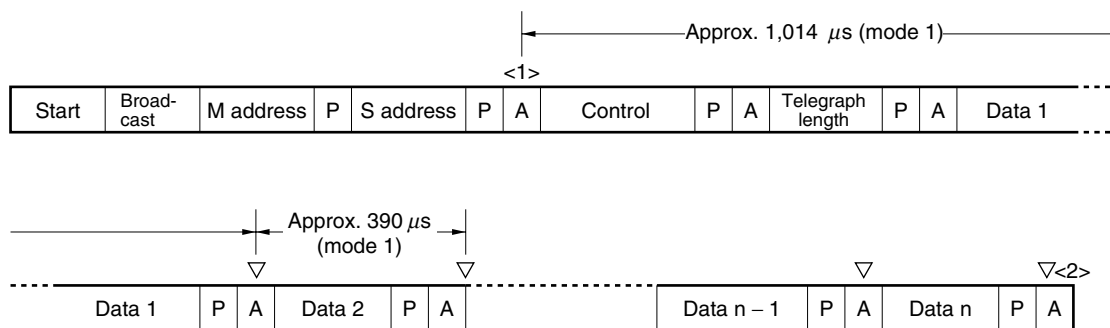 Approx. 1,014 μs (mode 1)
<1>
Start Broad-cast M address P S address P A Control P A Telegraph length P A Data 1
Approx. 390 μs
(mode 1)
▽ ▽ ▽ ▽<2>
Data 1 P A Data 2 P A Data n – 1 P A Data n P A